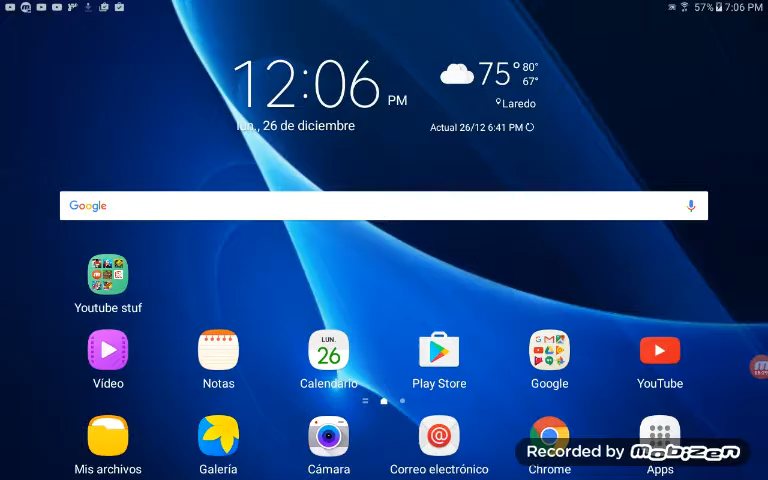 57% 7:06 PM
12:06 PM
lun., 26 de diciembre
75° 80°
67°
Laredo
Actual 26/12 6:41 PM
Google
Youtube stuf
LUN.
26
Vídeo Notas Calendario Play Store Google YouTube
Recorded by mobizen
Mis archivos Galería Cámara Correo electrónico Chrome Apps